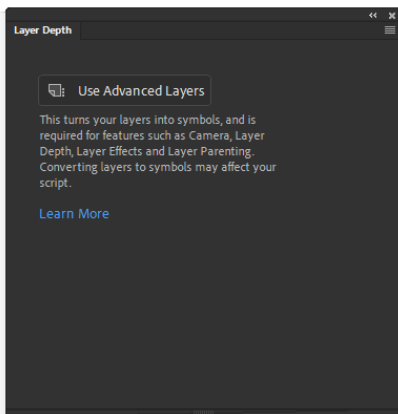 Layer Depth
Use Advanced Layers
This turns your layers into symbols, and is
required for features such as Camera, Layer
Depth, Layer Effects and Layer Parenting.
Converting layers to symbols may affect your
script.
Learn More